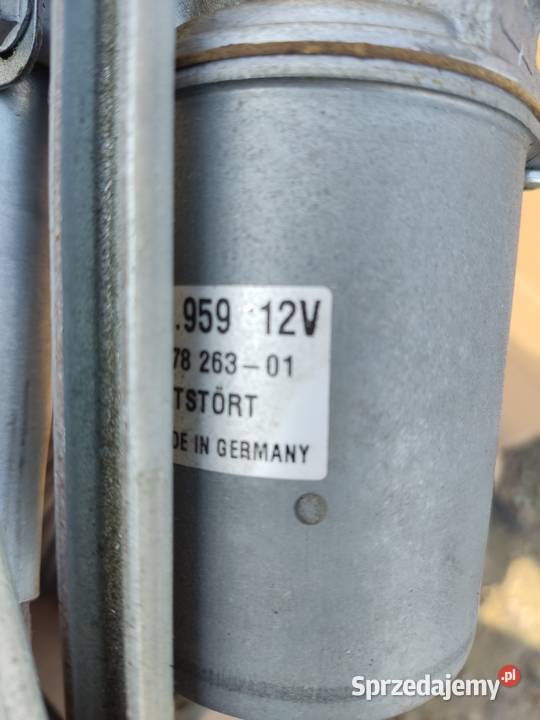 .959 12V
78 263-01
TSTÖRT
DE IN GERMANY
Sprzedajemy.pl